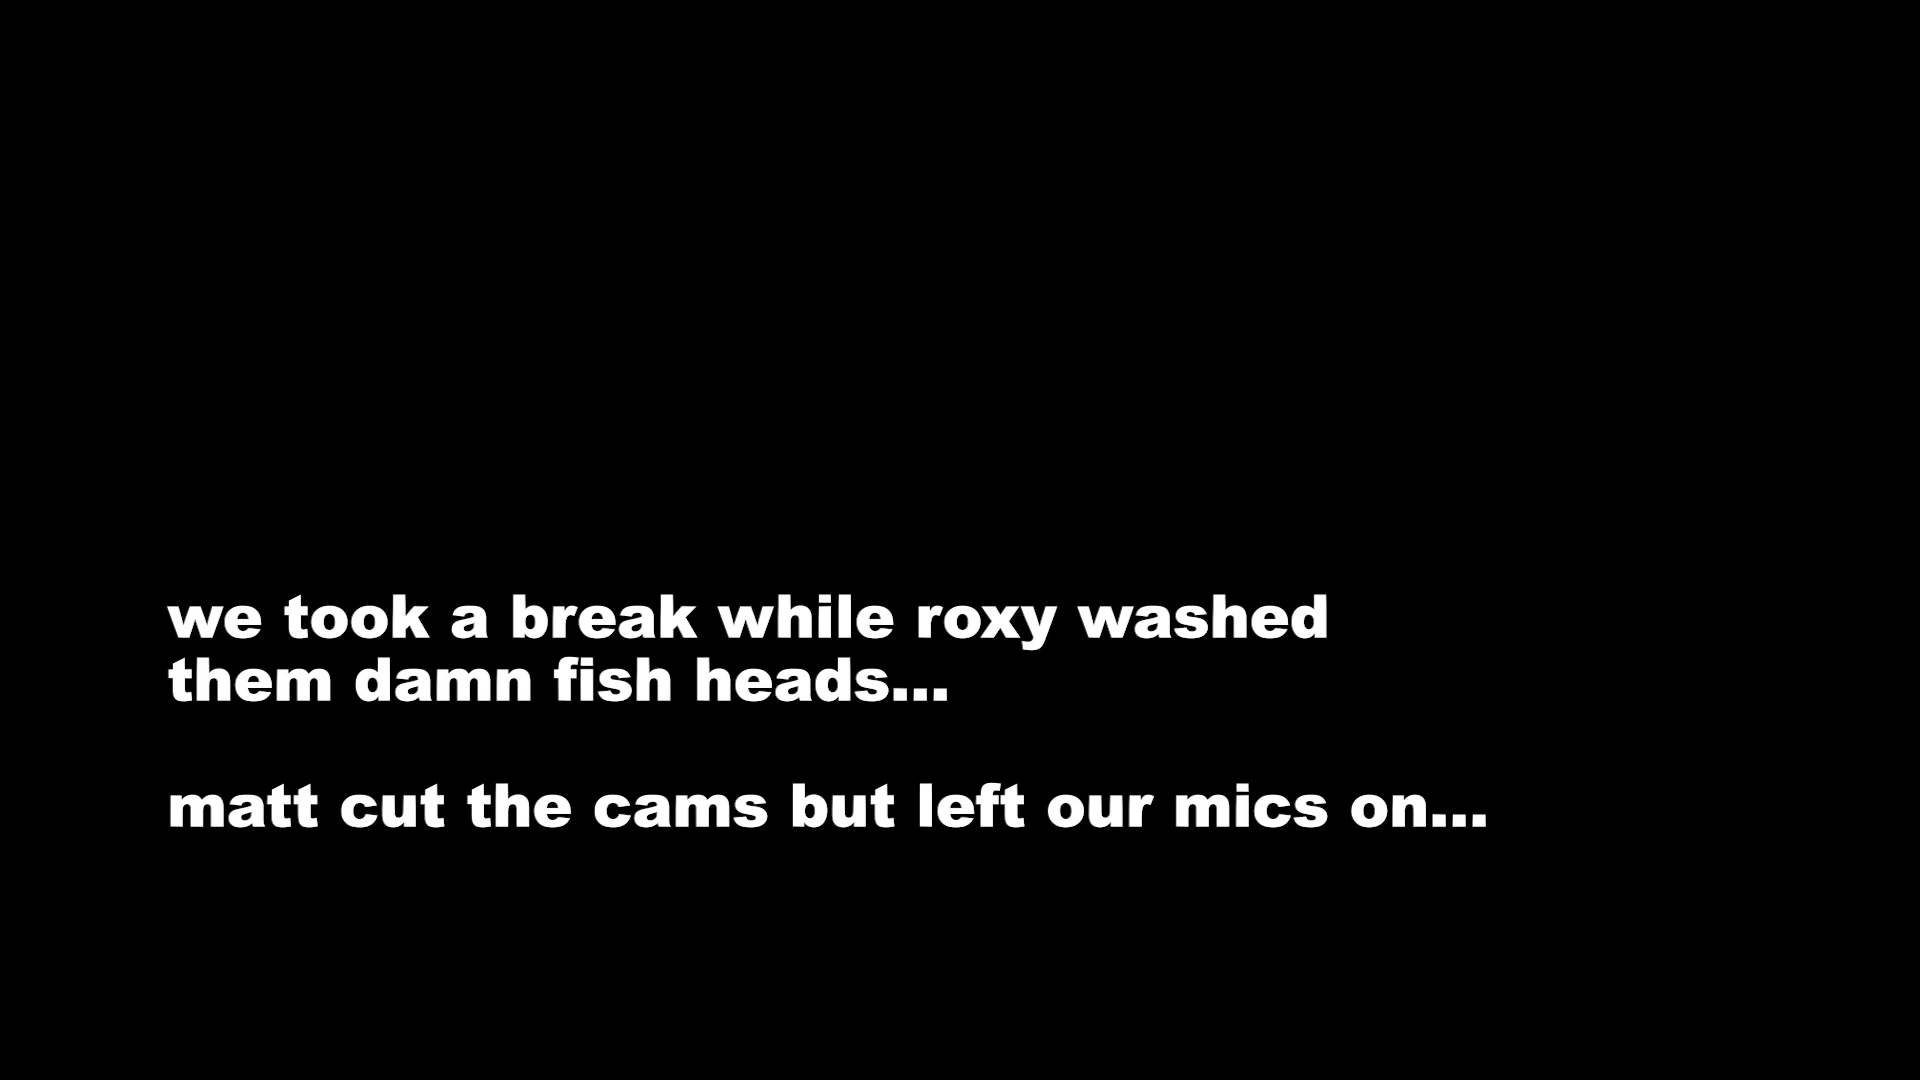 we took a break while roxy washed
them damn fish heads...
matt cut the cams but left our mics on...